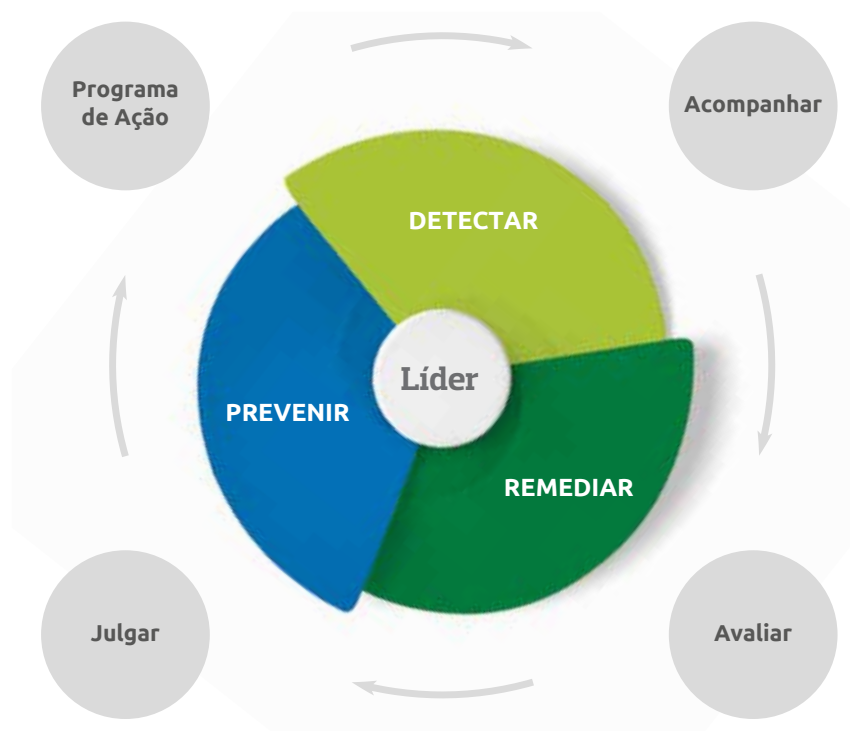 Programa
de Ação
Acompanhar
DETECTAR
Líder
PREVENIR
REMEDIAR
Julgar
Avaliar